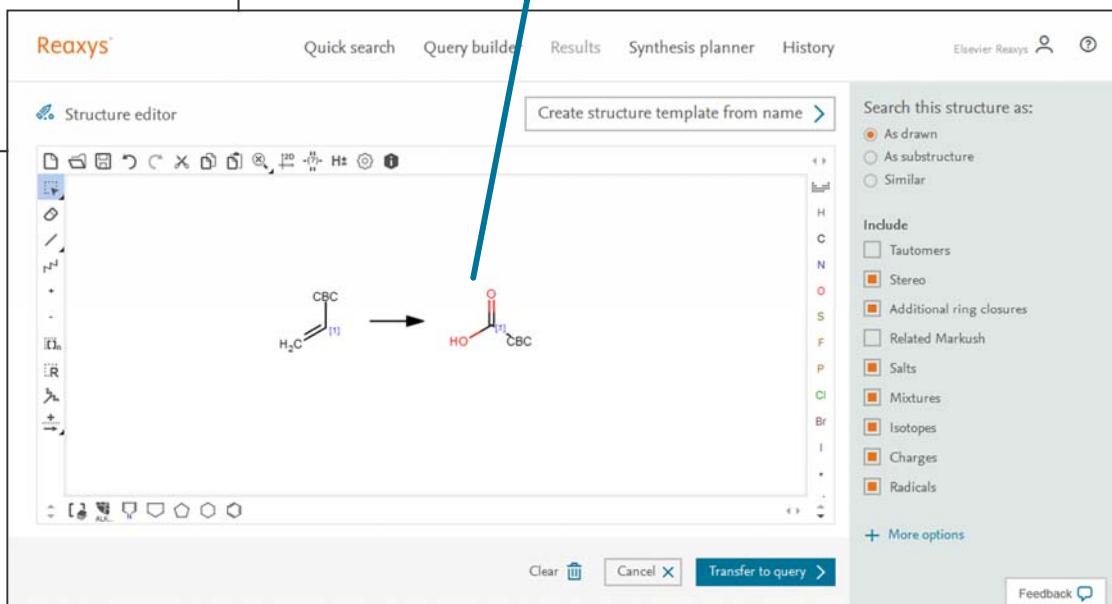 Reaxys®
Quick search Query builder Results Synthesis planner History
Elsevier Reaxys
Structure editor
Create structure template from name
2D
[?]
H±
CBC
[1]
H₂C
O
[1]
HO
CBC
H
C
N
O
S
F
P
Cl
Br
I
R
N
Clear
Cancel
Transfer to query
Search this structure as:
As drawn
As substructure
Similar
Include
Tautomers
Stereo
Additional ring closures
Related Markush
Salts
Mixtures
Isotopes
Charges
Radicals
+ More options
Feedback